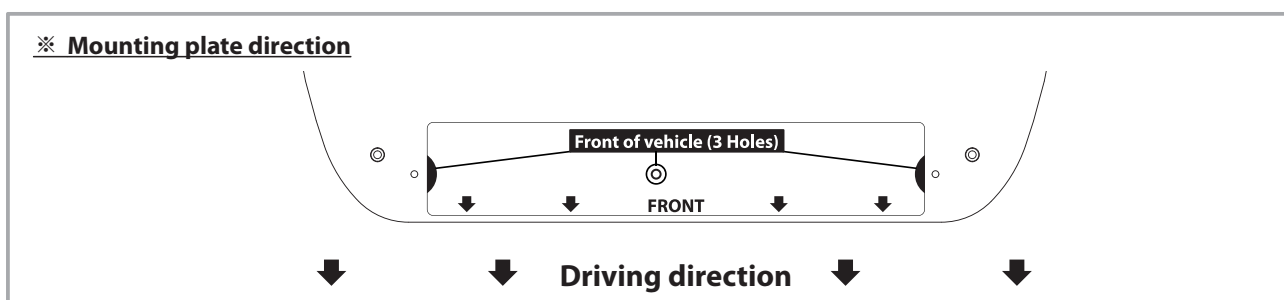 ※ Mounting plate direction
Front of vehicle (3 Holes)
FRONT
Driving direction